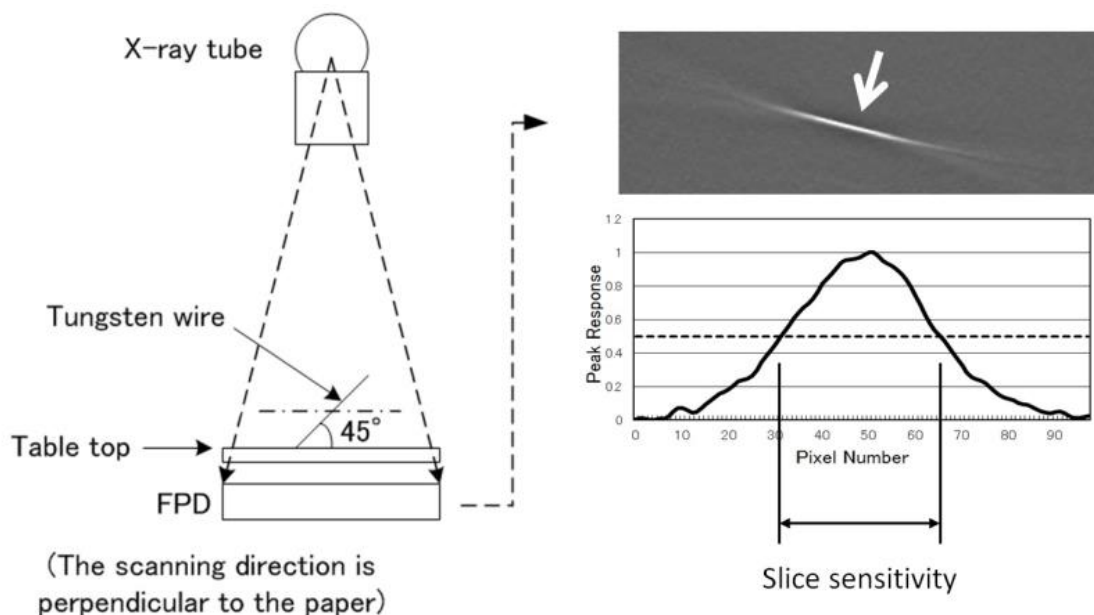 X-ray tube
Tungsten wire
45°
Table top
FPD
(The scanning direction is
perpendicular to the paper)
1.2
1
0.8
0.6
0.4
0.2
0
Peak Response
0 10 20 30 40 50 60 70 80 90
Pixel Number
Slice sensitivity